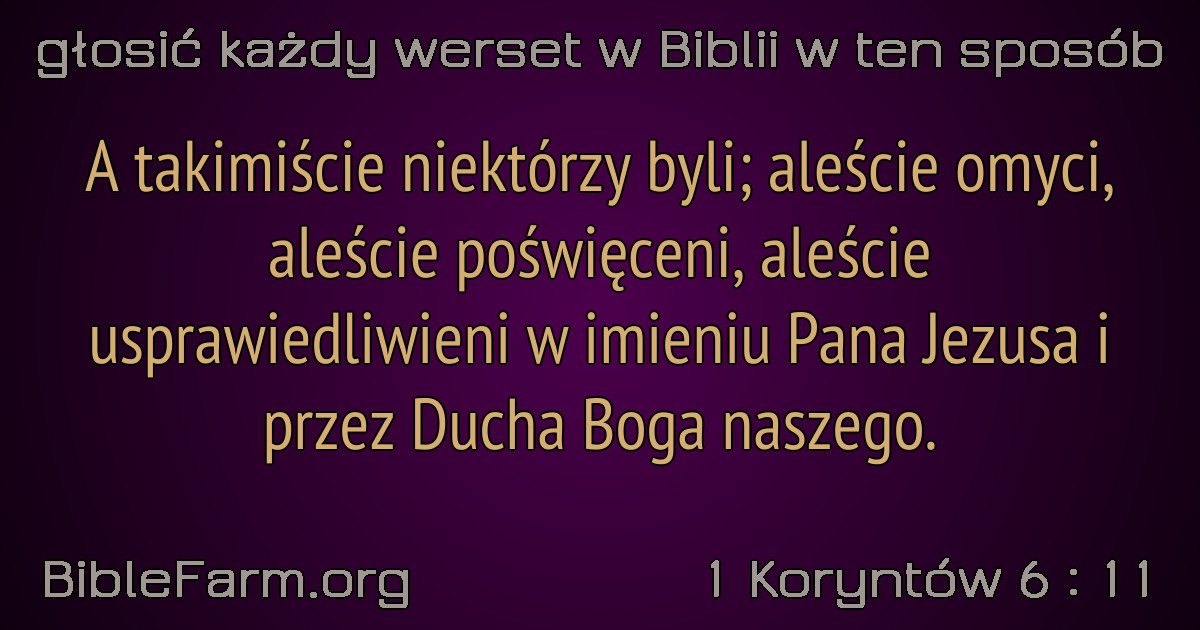 głosić każdy werset w Biblii w ten sposób
A takimiście niektórzy byli; aleście omyci,
aleście poświęceni, aleście
usprawiedliwieni w imieniu Pana Jezusa i
przez Ducha Boga naszego.
BibleFarm.org
1 Koryntów 6 : 11